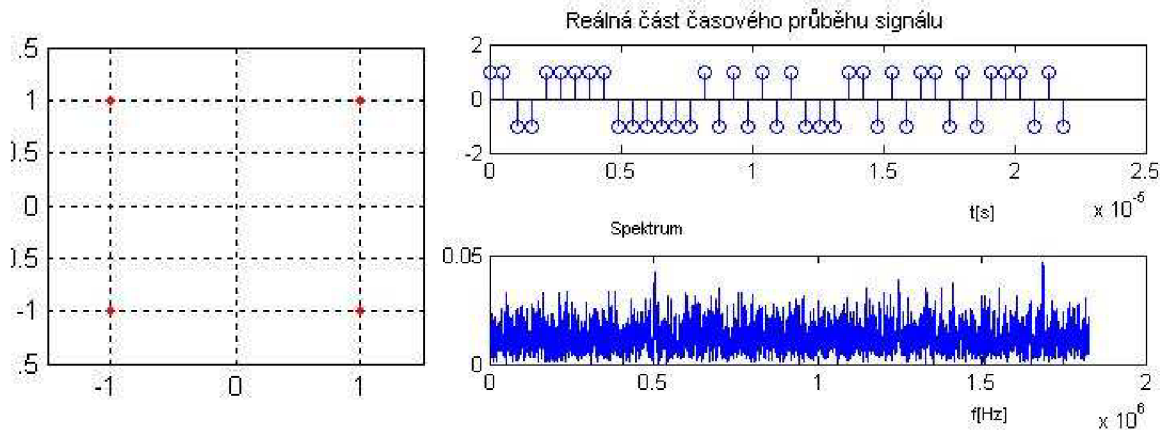 .5
1
).5
0
).5
-1
.5
-1 0 1
Reálná část časového průběhu signálu
2
0
-2
0 0.5 1 1.5 2 2.5
t[s]
x 10^-5
Spektrum
0.05
0
0 0.5 1 1.5 2
f[Hz]
x 10^6